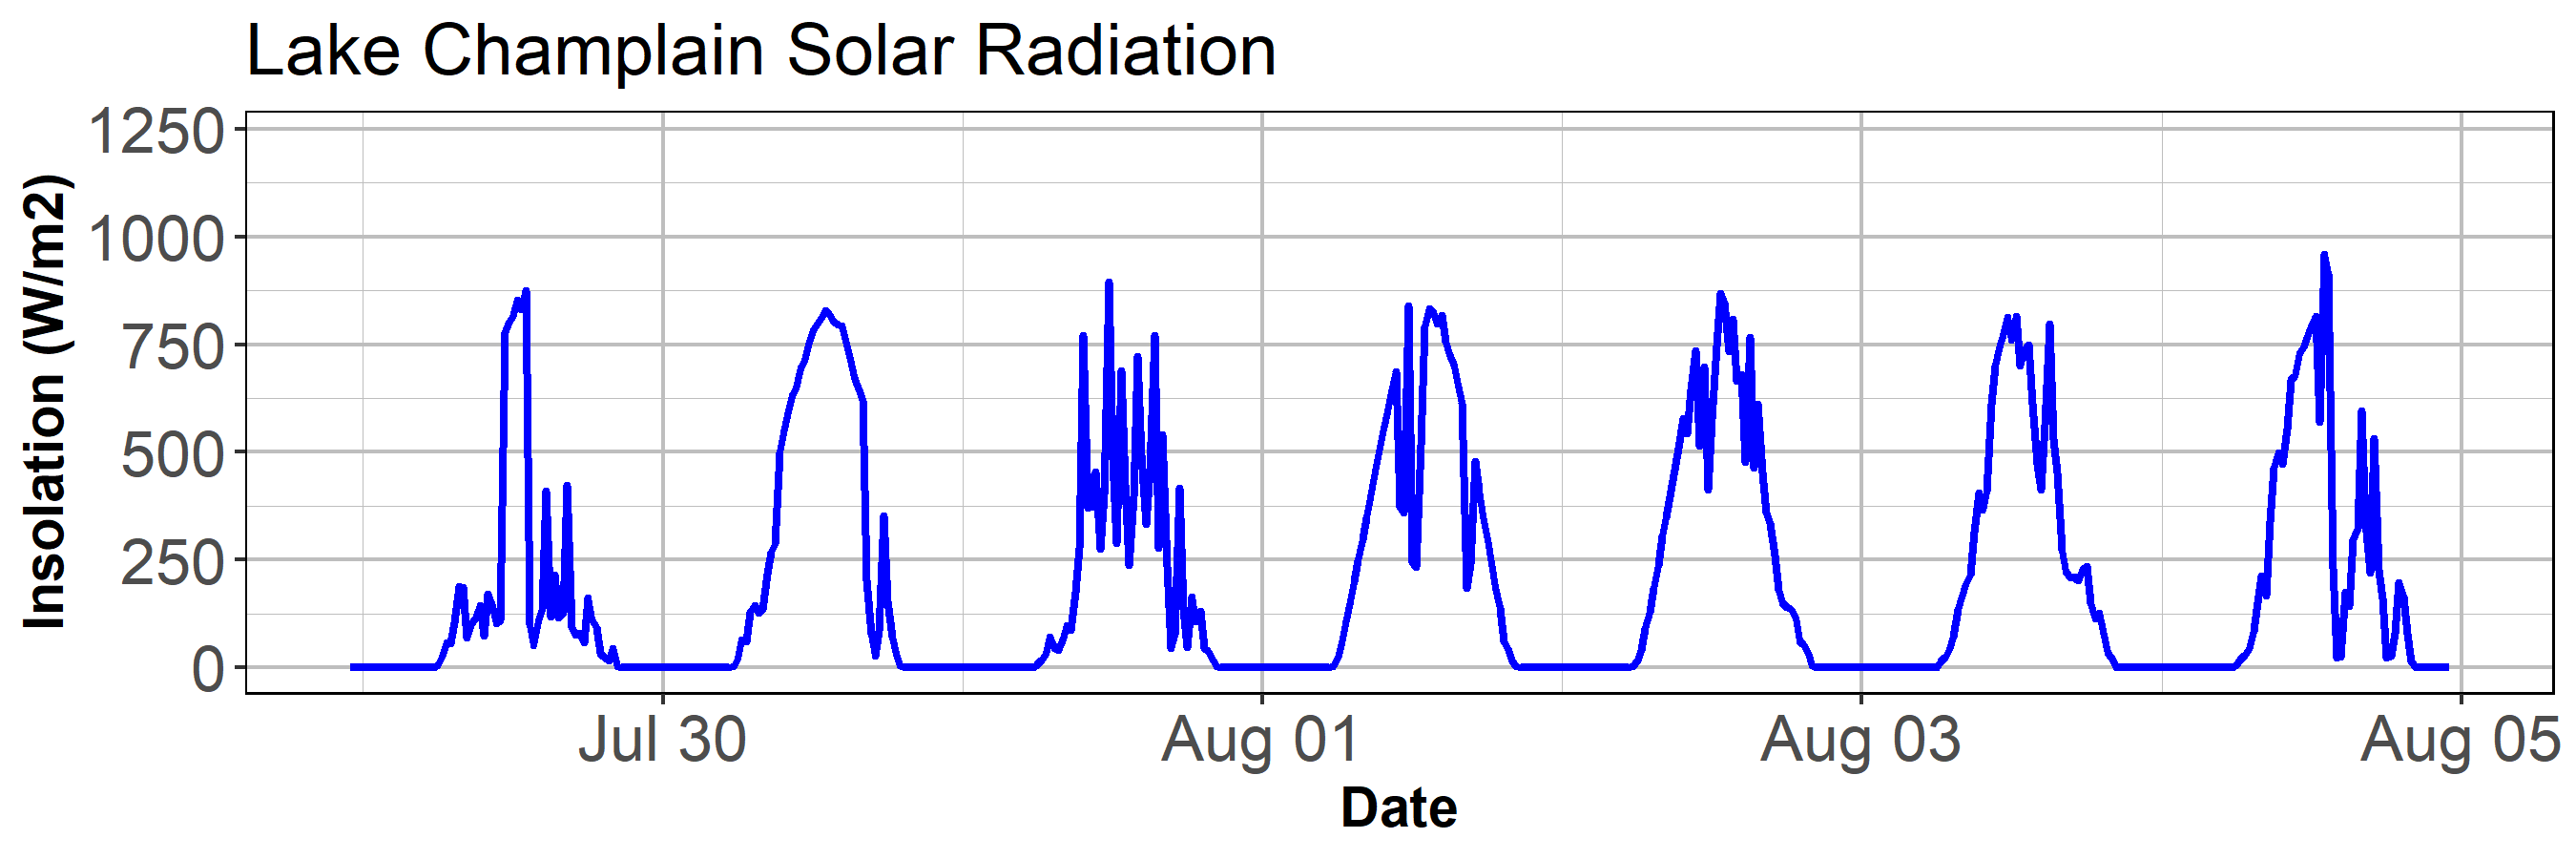 Lake Champlain Solar Radiation
Insolation (W/m2)
1250
1000
750
500
250
0
Jul 30 Aug 01 Aug 03 Aug 05
Date